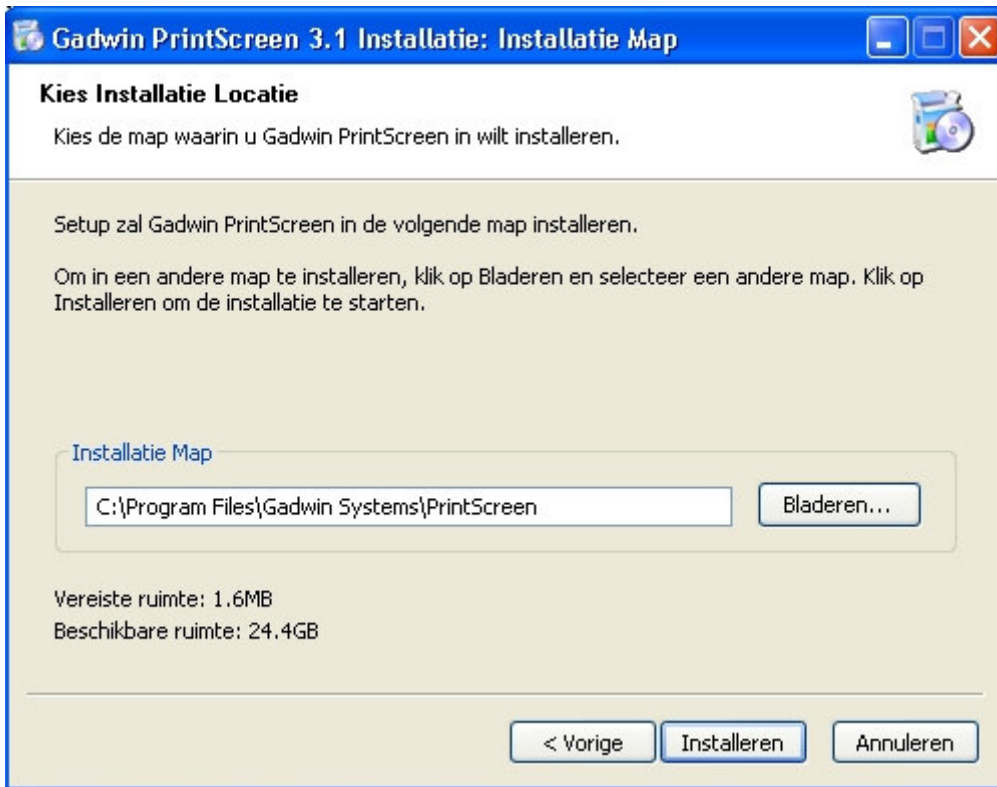 Gadwin PrintScreen 3.1 Installatie: Installatie Map
Kies Installatie Locatie
Kies de map waarin u Gadwin PrintScreen in wilt installeren.
Setup zal Gadwin PrintScreen in de volgende map installeren.
Om in een andere map te installeren, klik op Bladeren en selecteer een andere map. Klik op
Installeren om de installatie te starten.
Installatie Map
C:\Program Files\Gadwin Systems\PrintScreen
Bladeren...
Vereiste ruimte: 1.6MB
Beschikbare ruimte: 24.4GB
< Vorige
Installeren
Annuleren